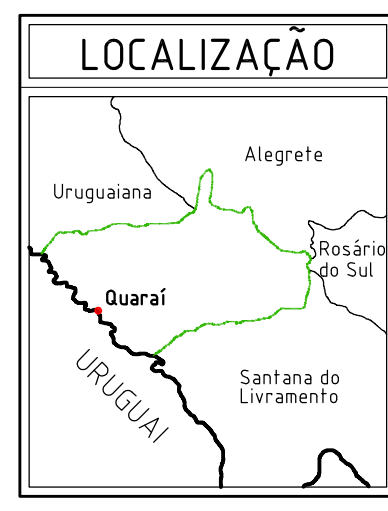 LOCALIZAÇÃO
Alegrete
Uruguaiana
Rosário
do Sul
Quaraí
URUGUAI
Santana do
Livramento